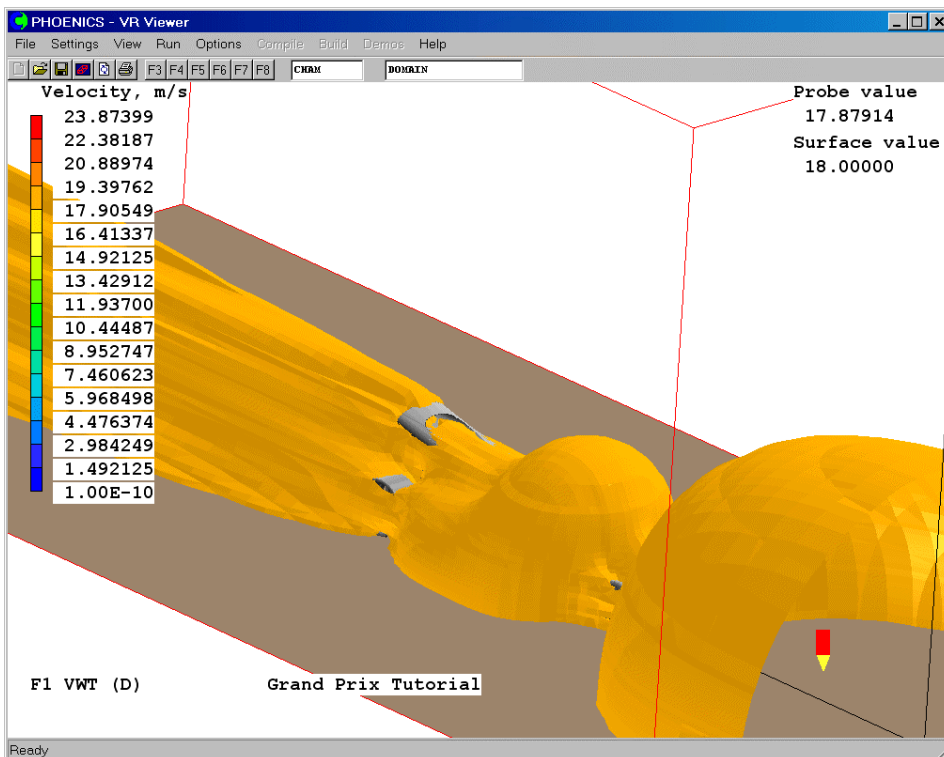 PHOENICS - VR Viewer
File Settings View Run Options Compile Build Demos Help
F3 F4 F5 F6 F7 F8 CHAM DOMAIN
Velocity, m/s
23.87399
22.38187
20.88974
19.39762
17.90549
16.41337
14.92125
13.42912
11.93700
10.44487
8.952747
7.460623
5.968498
4.476374
2.984249
1.492125
1.00E-10
Probe value
17.87914
Surface value
18.00000
F1 VWT (D)
Grand Prix Tutorial
Ready